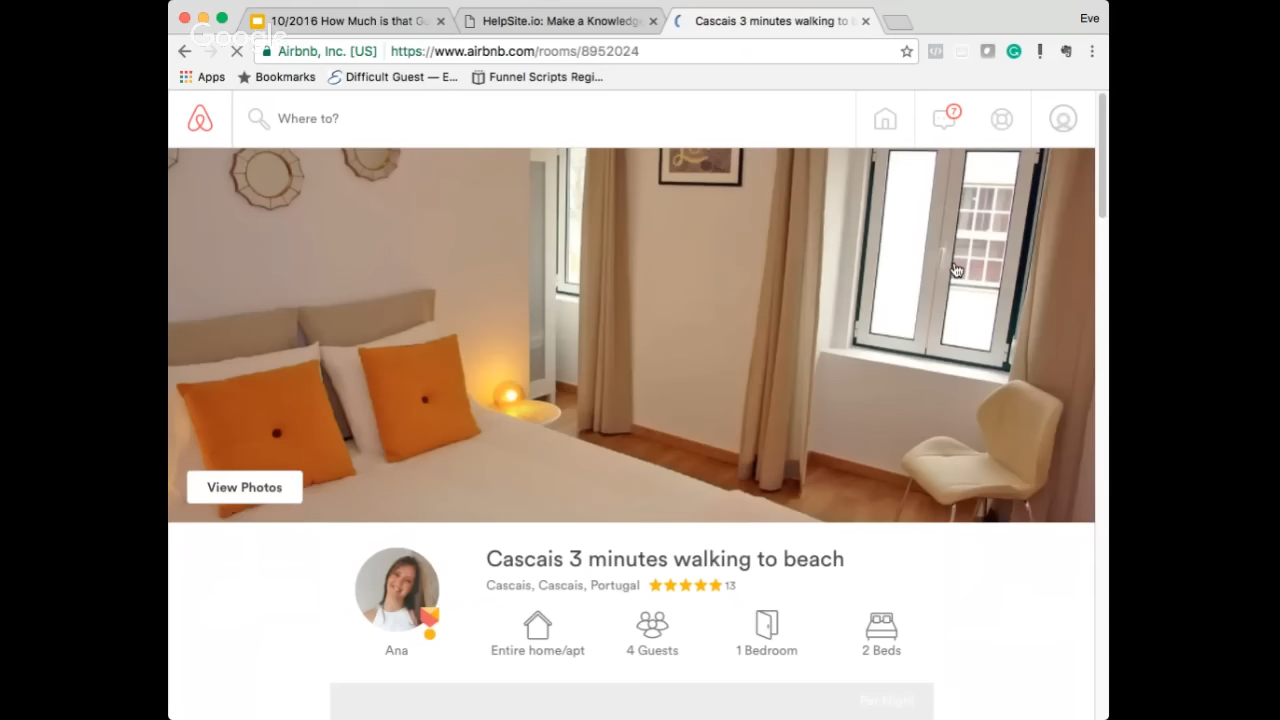 10/2016 How Much is that G
HelpSite.io: Make a Knowledge
Cascais 3 minutes walking to
Eve
Google
Airbnb, Inc. [US]
https://www.airbnb.com/rooms/8952024
Apps
Bookmarks
Difficult Guest — E...
Funnel Scripts Regi...
Where to?
7
View Photos
Cascais 3 minutes walking to beach
Cascais, Cascais, Portugal
13
Ana
Entire home/apt
4 Guests
1 Bedroom
2 Beds
Per Night